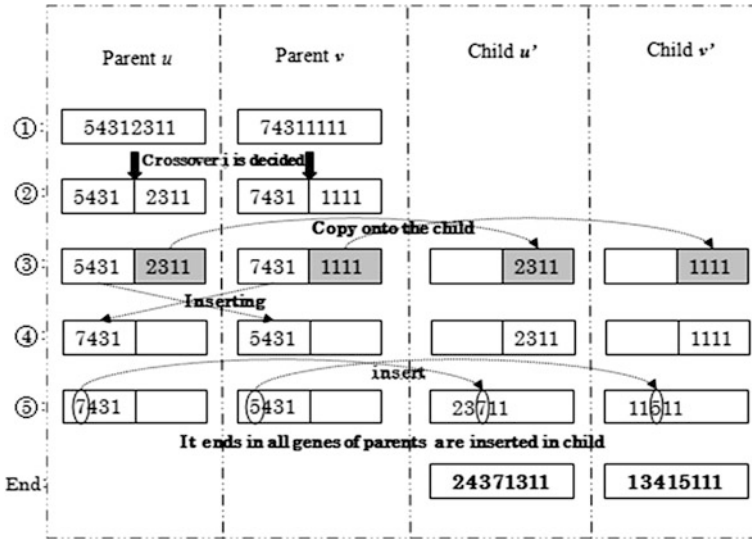 Parent u Parent v Child u’ Child v’
①: 54312311 74311111
Crossover i is decided
②: 5431 2311 7431 1111
Copy onto the child
③: 5431 2311 7431 1111 2311 1111
Inserting
④: 7431 5431 2311 1111
insert
⑤: 7431 5431 23711 11511
It ends in all genes of parents are inserted in child
End: 24371311 13415111